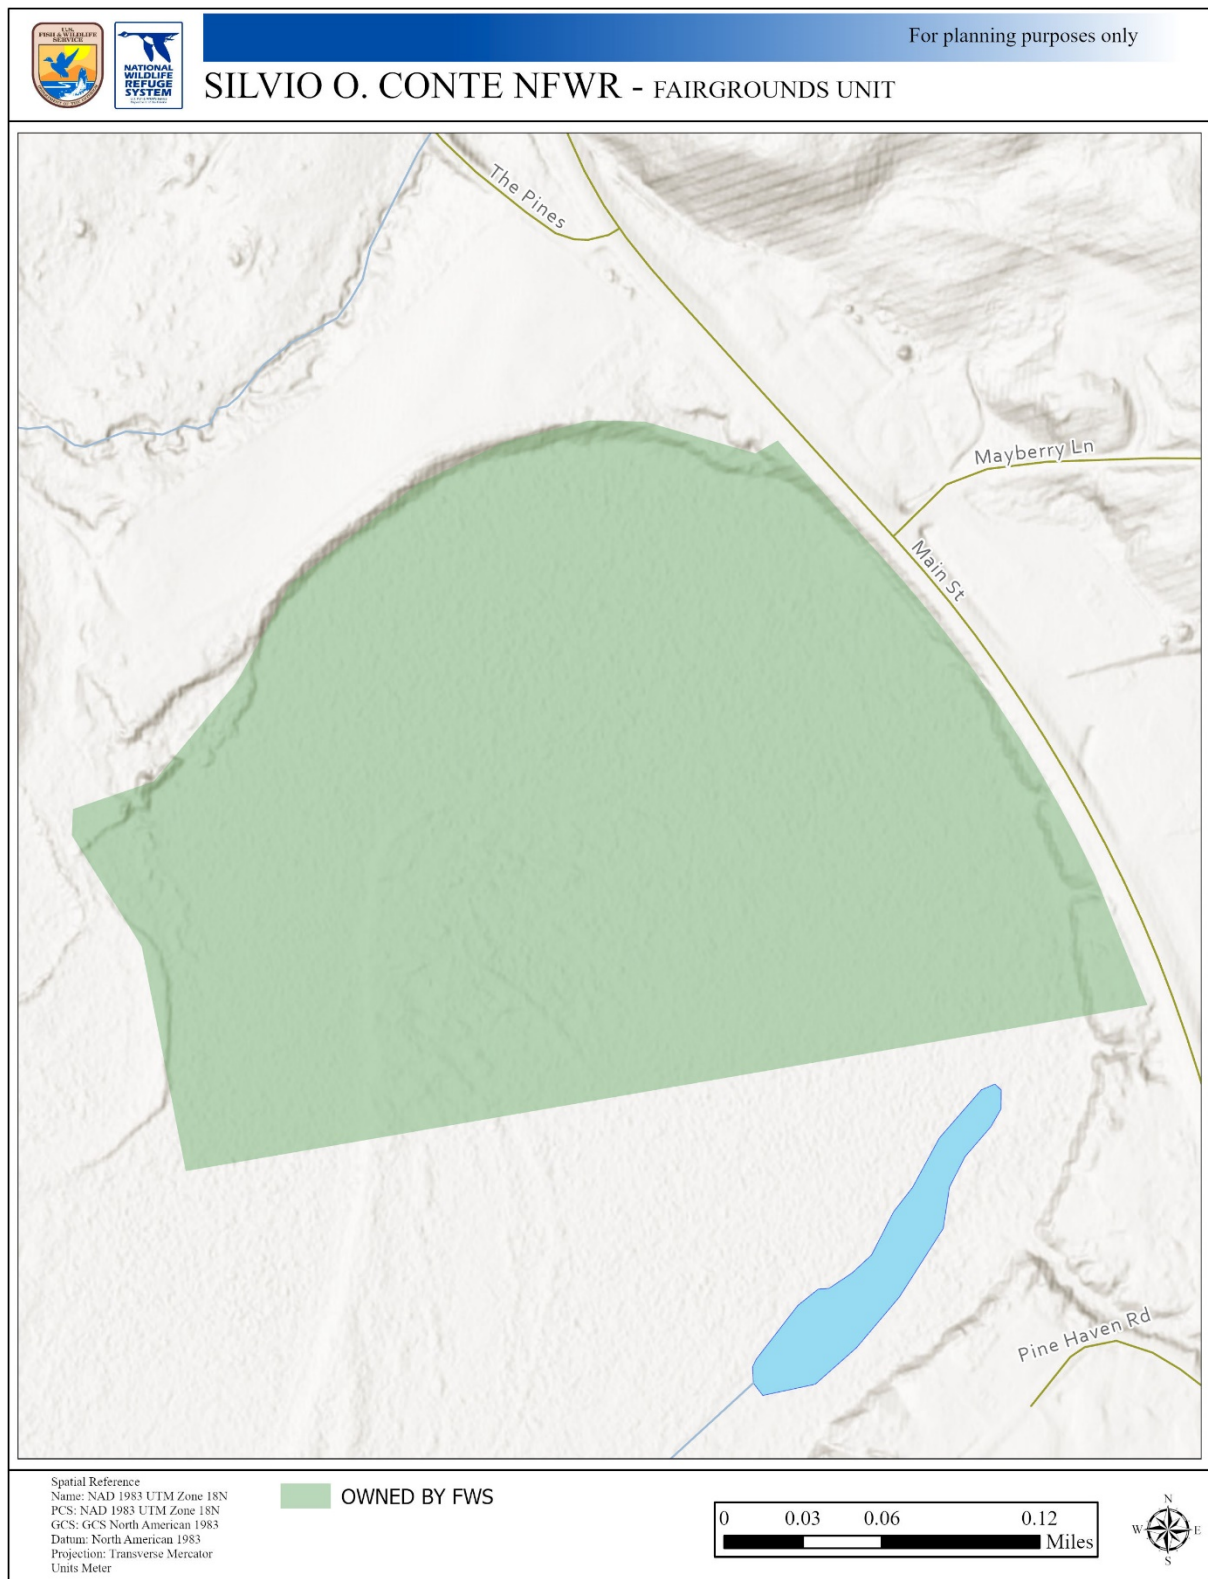 For planning purposes only
U.S.
FISH & WILDLIFE
SERVICE
NATIONAL
WILDLIFE
REFUGE
SYSTEM
SILVIO O. CONTE NFWR - FAIRGROUNDS UNIT
The Pines
Mayberry Ln
Main St
Pine Haven Rd
Spatial Reference
Name: NAD 1983 UTM Zone 18N
PCS: NAD 1983 UTM Zone 18N
GCS: GCS North American 1983
Datum: North American 1983
Projection: Transverse Mercator
Units Meter
OWNED BY FWS
0 0.03 0.06 0.12
Miles
N
W E
S